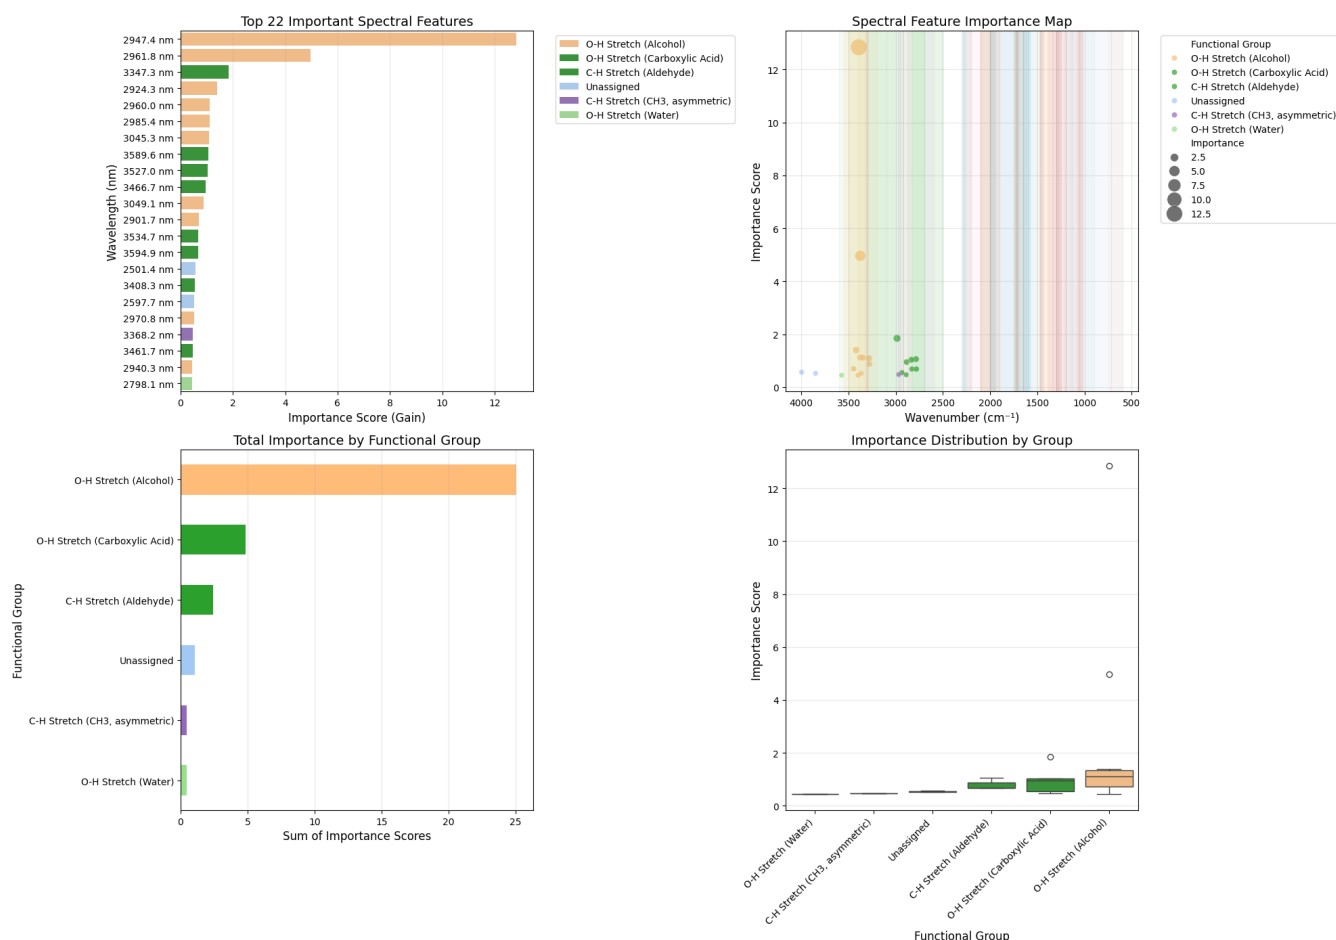 Top 22 Important Spectral Features
Wavelength (nm)
2947.4 nm
2961.8 nm
3347.3 nm
2924.3 nm
2960.0 nm
2985.4 nm
3045.3 nm
3589.6 nm
3527.0 nm
3466.7 nm
3049.1 nm
2901.7 nm
3534.7 nm
3594.9 nm
2501.4 nm
3408.3 nm
2597.7 nm
2970.8 nm
3368.2 nm
3461.7 nm
2940.3 nm
2798.1 nm
0 2 4 6 8 10 12
Importance Score (Gain)
O-H Stretch (Alcohol)
O-H Stretch (Carboxylic Acid)
C-H Stretch (Aldehyde)
Unassigned
C-H Stretch (CH3, asymmetric)
O-H Stretch (Water)
Spectral Feature Importance Map
Importance Score
12
10
8
6
4
2
0
4000 3500 3000 2500 2000 1500 1000 500
Wavenumber (cm⁻¹)
Functional Group
O-H Stretch (Alcohol)
O-H Stretch (Carboxylic Acid)
C-H Stretch (Aldehyde)
Unassigned
C-H Stretch (CH3, asymmetric)
O-H Stretch (Water)
Importance
2.5
5.0
7.5
10.0
12.5
Total Importance by Functional Group
Functional Group
O-H Stretch (Alcohol)
O-H Stretch (Carboxylic Acid)
C-H Stretch (Aldehyde)
Unassigned
C-H Stretch (CH3, asymmetric)
O-H Stretch (Water)
0 5 10 15 20 25
Sum of Importance Scores
Importance Distribution by Group
Importance Score
12
10
8
6
4
2
0
O-H Stretch (Water)
C-H Stretch (CH3, asymmetric)
Unassigned
C-H Stretch (Aldehyde)
O-H Stretch (Carboxylic Acid)
O-H Stretch (Alcohol)
Functional Group